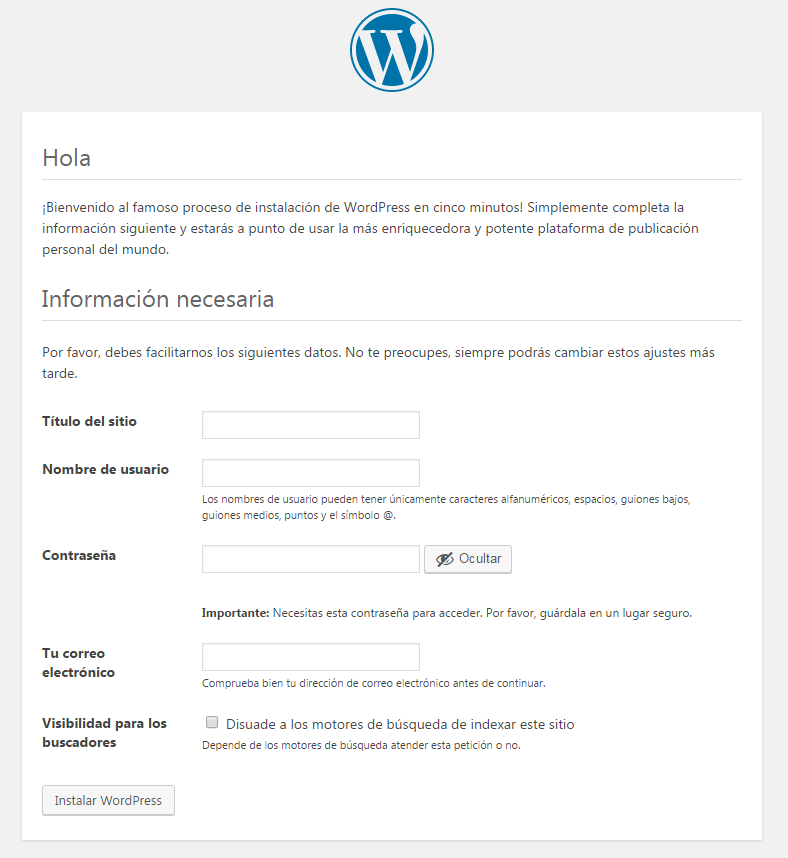 Hola
¡Bienvenido al famoso proceso de instalación de WordPress en cinco minutos! Simplemente completa la
información siguiente y estarás a punto de usar la más enriquecedora y potente plataforma de publicación
personal del mundo.
Información necesaria
Por favor, debes facilitarnos los siguientes datos. No te preocupes, siempre podrás cambiar estos ajustes más
tarde.
Título del sitio
Nombre de usuario
Los nombres de usuario pueden tener únicamente caracteres alfanuméricos, espacios, guiones bajos,
guiones medios, puntos y el símbolo @.
Contraseña
Ocultar
Importante: Necesitas esta contraseña para acceder. Por favor, guárdala en un lugar seguro.
Tu correo
electrónico
Comprueba bien tu dirección de correo electrónico antes de continuar.
Visibilidad para los
buscadores
Disuade a los motores de búsqueda de indexar este sitio
Depende de los motores de búsqueda atender esta petición o no.
Instalar WordPress